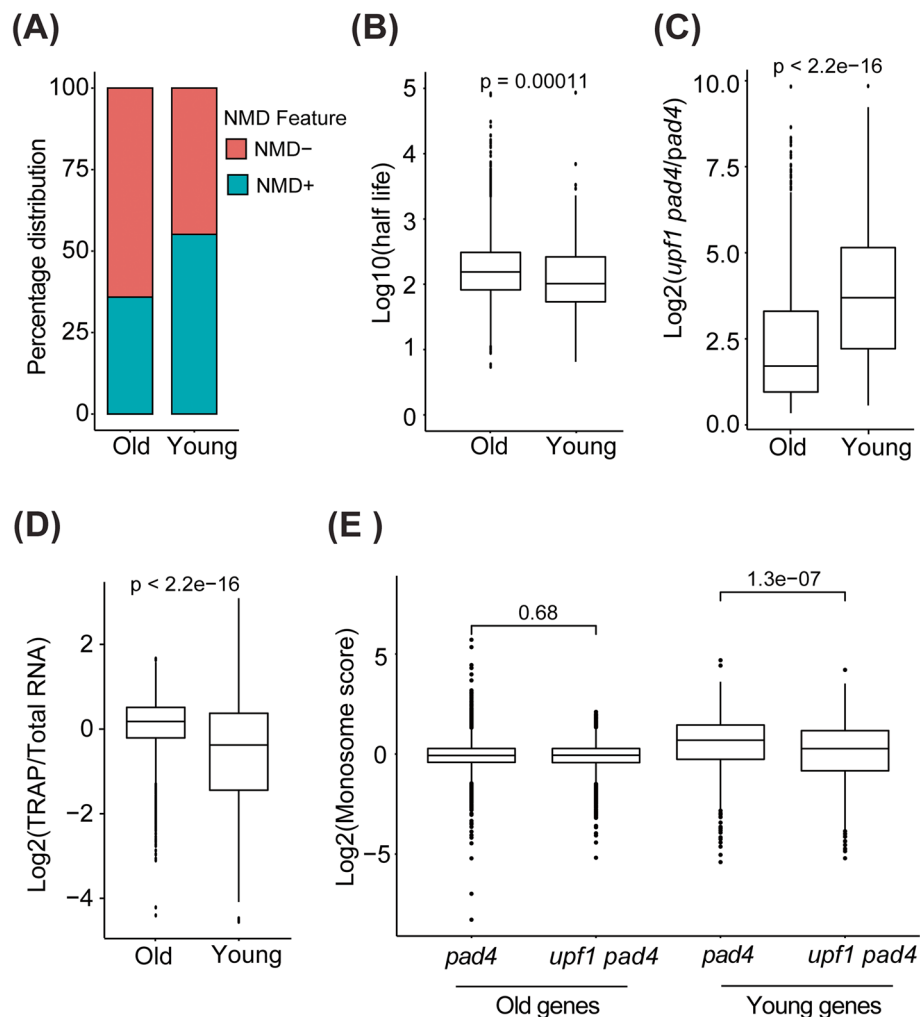 (A)
100
75
50
25
0
Percentage distribution
Old Young
NMD Feature
NMD−
NMD+
(B)
p = 0.00011
5
4
3
2
1
0
Log10(half life)
Old Young
(C)
p < 2.2e−16
10.0
7.5
5.0
2.5
0.0
Log2(upf1 pad4/pad4)
Old Young
(D)
p < 2.2e−16
2
0
−2
−4
Log2(TRAP/Total RNA)
Old Young
(E )
0.68
1.3e−07
5
0
−5
Log2(Monosome score)
pad4 upf1 pad4 pad4 upf1 pad4
Old genes Young genes